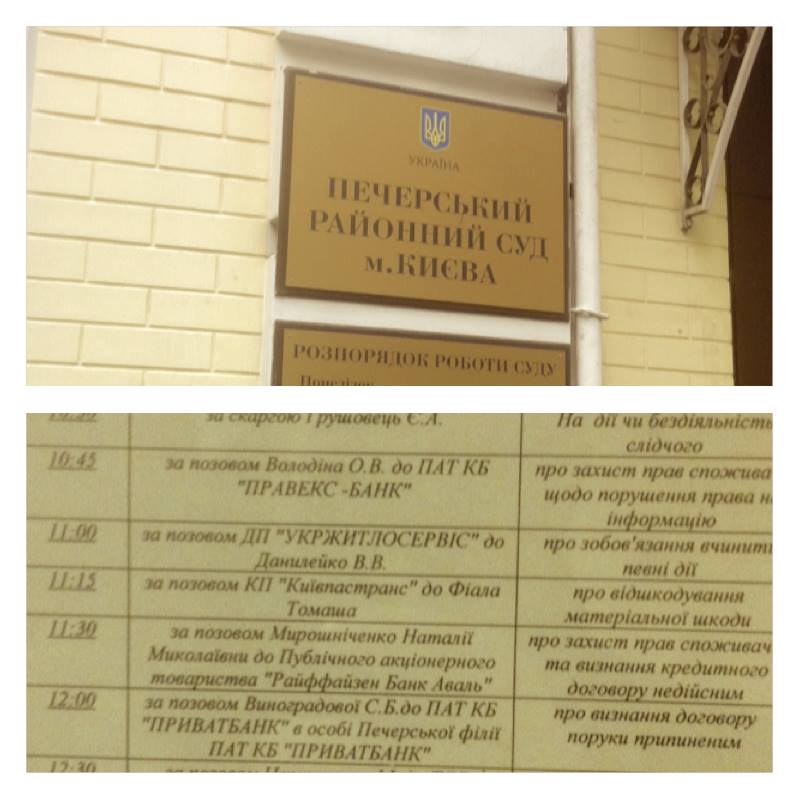 УКРАЇНА
ПЕЧЕРСЬКИЙ
РАЙОННИЙ СУД
м.КИЄВА
РОЗПОРЯДОК РОБОТИ СУДУ
Понеділок
за скаргою Грушовець Є.А.
На дії чи бездіяльність
слідчого
10:45
за позовом Володіна О.В. до ПАТ КБ
"ПРАВЕКС -БАНК"
про захист прав спожива
щодо порушення права на
інформацію
11:00
за позовом ДП "УКРЖИТЛОСЕРВІС" до
Данилейко В.В.
про зобов'язання вчинити
певні дії
11:15
за позовом КП "Київпастранс" до Фіала
Томаша
про відшкодування
матеріальної шкоди
11:30
за позовом Мирошніченко Наталії
Миколаївни до Публічного акціонерного
товариства "Райффайзен Банк Аваль"
про захист прав споживач
та визнання кредитного
договору недійсним
12:00
за позовом Виноградової С.Б.до ПАТ КБ
"ПРИВАТБАНК" в особі Печерської філії
ПАТ КБ "ПРИВАТБАНК"
про визнання договору
поруки припиненим
12:30